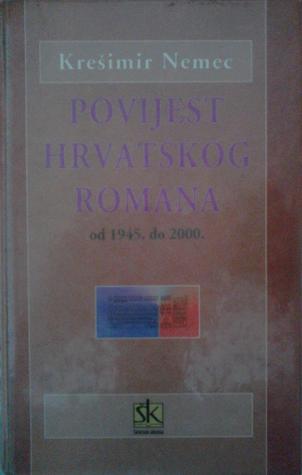 Krešimir Nemec
POVIJEST
HRVATSKOG
ROMANA
od 1945. do 2000.
šk